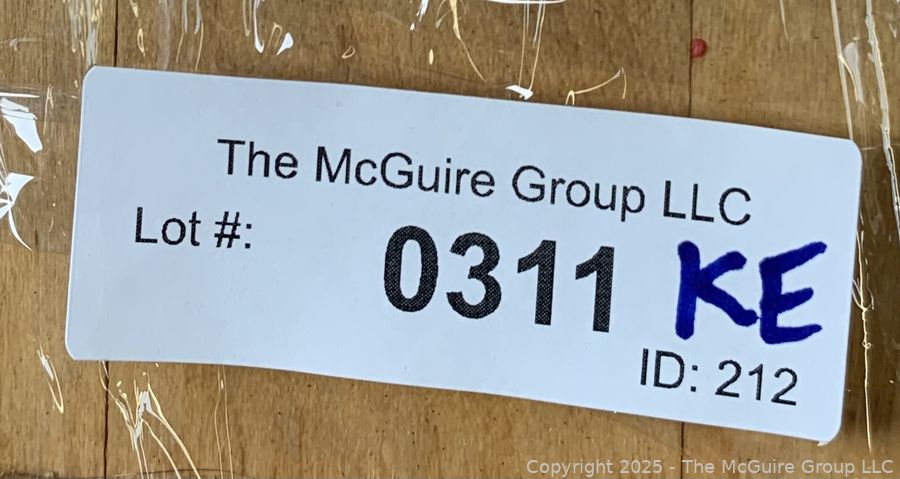 The McGuire Group LLC
Lot #: 0311 KE
ID: 212
Copyright 2025 - The McGuire Group LLC